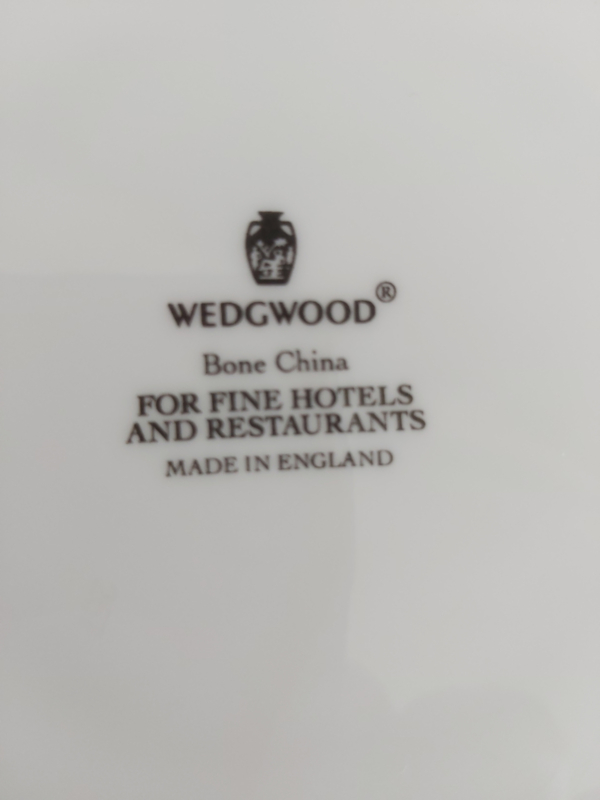 WEDGWOOD®
Bone China
FOR FINE HOTELS
AND RESTAURANTS
MADE IN ENGLAND